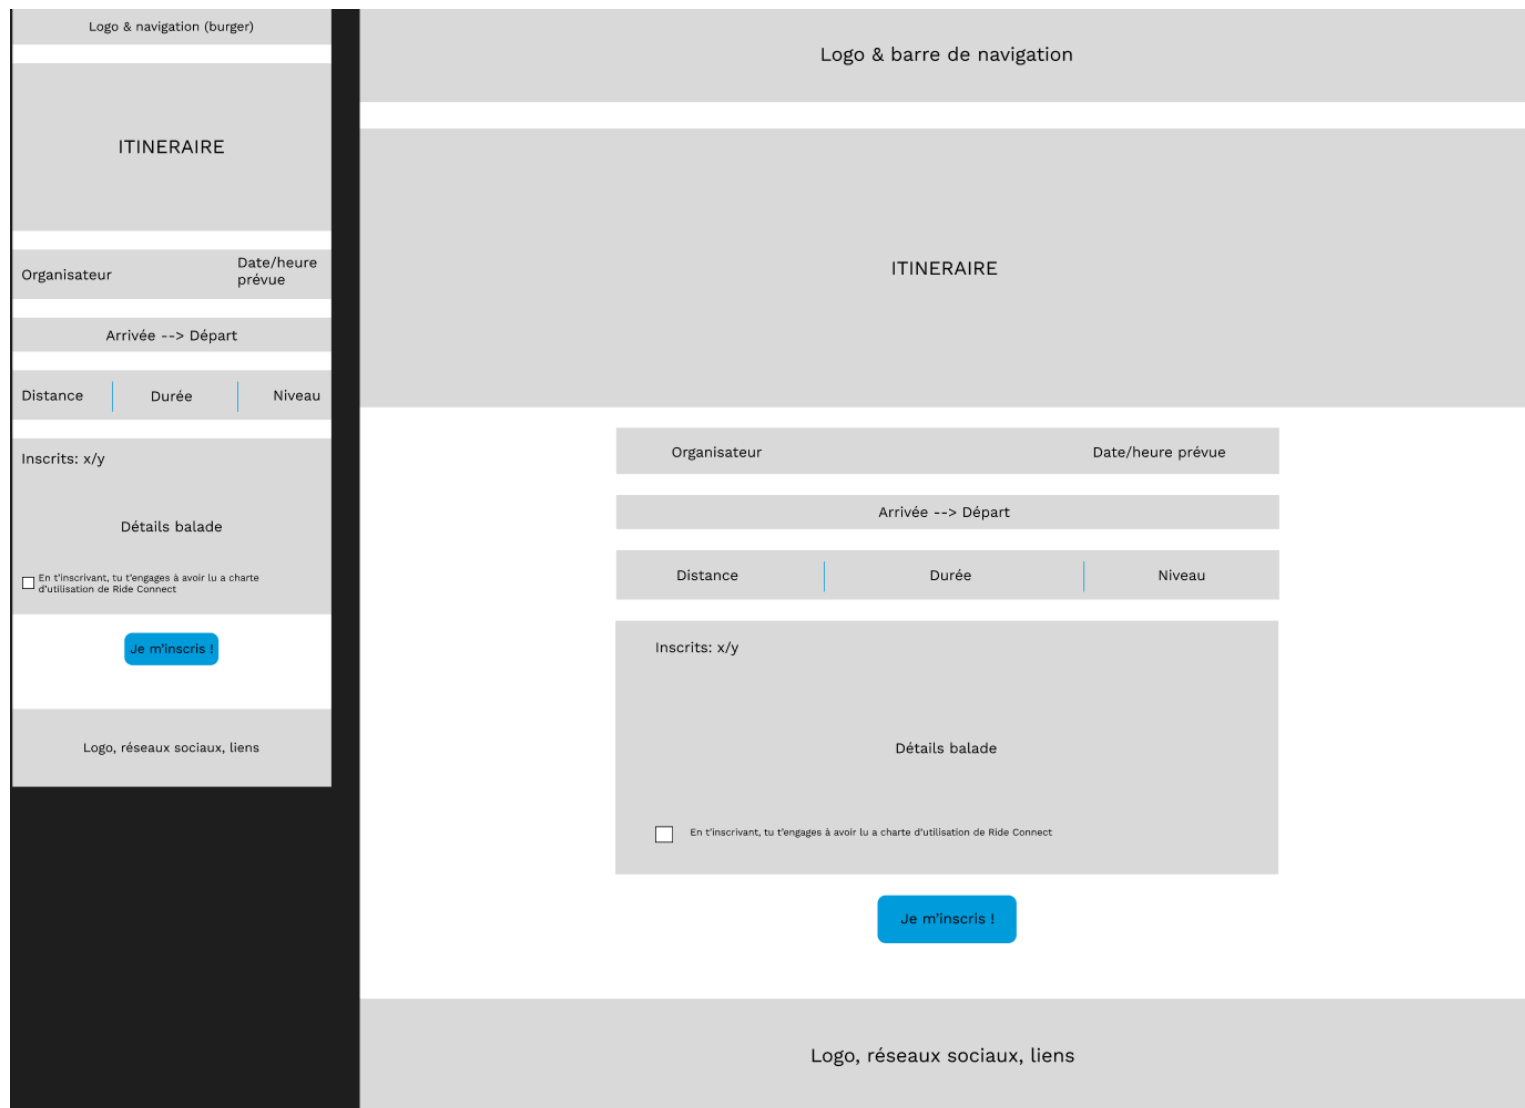 Logo & navigation (burger)
ITINERAIRE
Organisateur
Date/heure
prévue
Arrivée --> Départ
Distance
Durée
Niveau
Inscrits: x/y
Détails balade
En t'inscrivant, tu t'engages à avoir lu a charte
d'utilisation de Ride Connect
Je m'inscris !
Logo, réseaux sociaux, liens
Logo & barre de navigation
ITINERAIRE
Organisateur
Date/heure prévue
Arrivée --> Départ
Distance
Durée
Niveau
Inscrits: x/y
Détails balade
En t'inscrivant, tu t'engages à avoir lu a charte d'utilisation de Ride Connect
Je m'inscris !
Logo, réseaux sociaux, liens